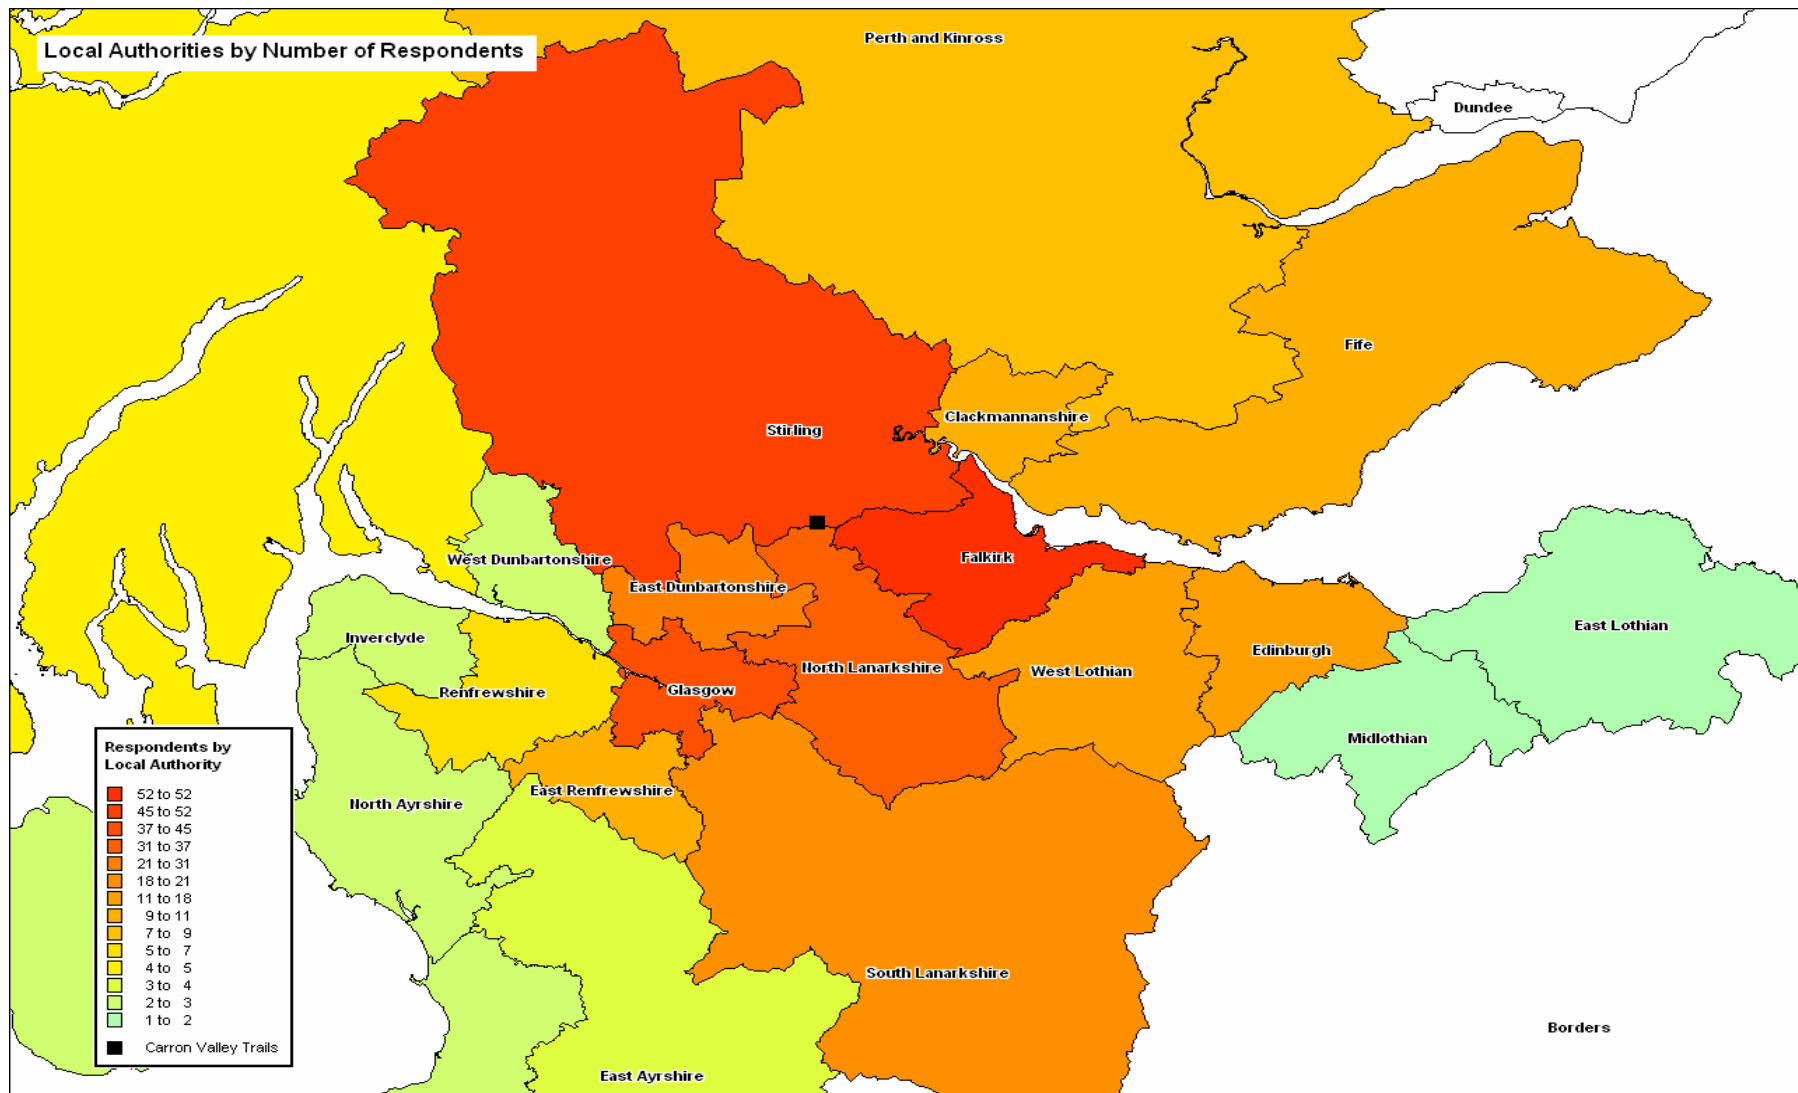 Local Authorities by Number of Respondents
Perth and Kinross
Dundee
Fife
Clackmannanshire
Stirling
Falkirk
West Dunbartonshire
East Dunbartonshire
Inverclyde
East Lothian
Edinburgh
North Lanarkshire
West Lothian
Renfrewshire
Glasgow
Midlothian
East Renfrewshire
North Ayrshire
South Lanarkshire
Borders
East Ayrshire
Respondents by
Local Authority
52 to 52
45 to 52
37 to 45
31 to 37
21 to 31
18 to 21
11 to 18
9 to 11
7 to 9
5 to 7
4 to 5
3 to 4
2 to 3
1 to 2
Carron Valley Trails